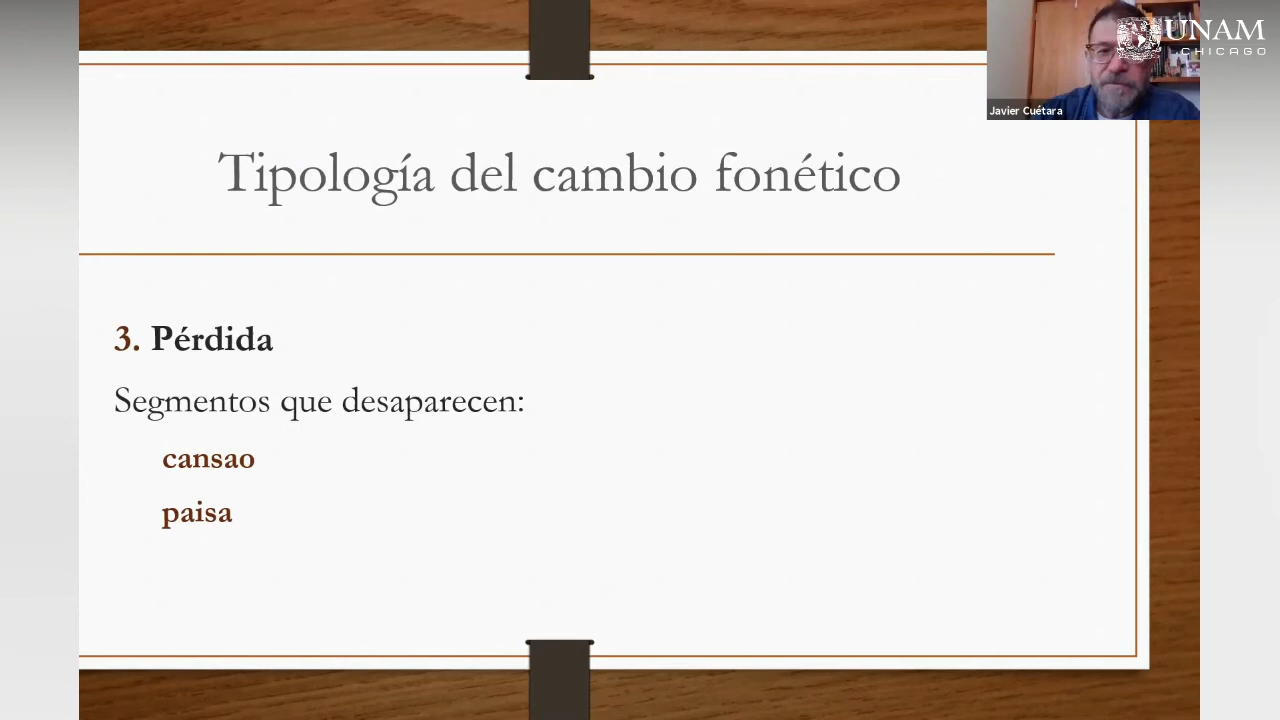 UNAM
CHICAGO
Javier Cuétara
Tipología del cambio fonético
3. Pérdida
Segmentos que desaparecen:
cansao
paisa